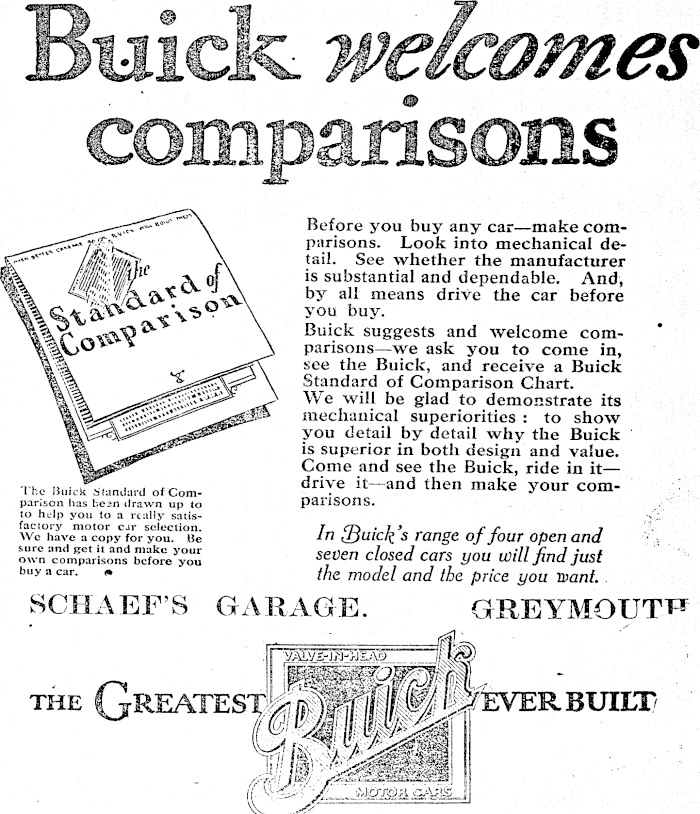 Buick welcomes
comparisons
WHEN BETTER CARS ARE BUILT BUICK WILL BUILD THEM
the
Standard of
Comparison
The Buick Standard of Com-
parison has been drawn up to
to help you to a really satis-
factory motor car selection.
We have a copy for you. Be
sure and get it and make your
own comparisons before you
buy a car.
Before you buy any car—make com-
parisons. Look into mechanical de-
tail. See whether the manufacturer
is substantial and dependable. And,
by all means drive the car before
you buy.
Buick suggests and welcome com-
parisons—we ask you to come in,
see the Buick, and receive a Buick
Standard of Comparison Chart.
We will be glad to demonstrate its
mechanical superiorities : to show
you detail by detail why the Buick
is superior in both design and value.
Come and see the Buick, ride in it—
drive it—and then make your com-
parisons.
In Buick's range of four open and
seven closed cars you will find just
the model and the price you want.
SCHAEF'S GARAGE. GREYMOUTH
VALVE-IN-HEAD
THE GREATEST Buick EVER BUILT
MOTOR CARS